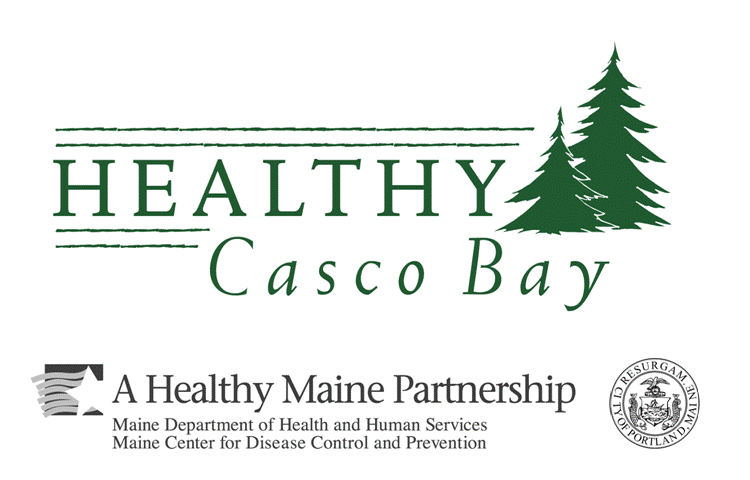 HEALTHY
Casco Bay
A Healthy Maine Partnership
Maine Department of Health and Human Services
Maine Center for Disease Control and Prevention
RESURGAM.
CITY OF PORTLAND, MAINE